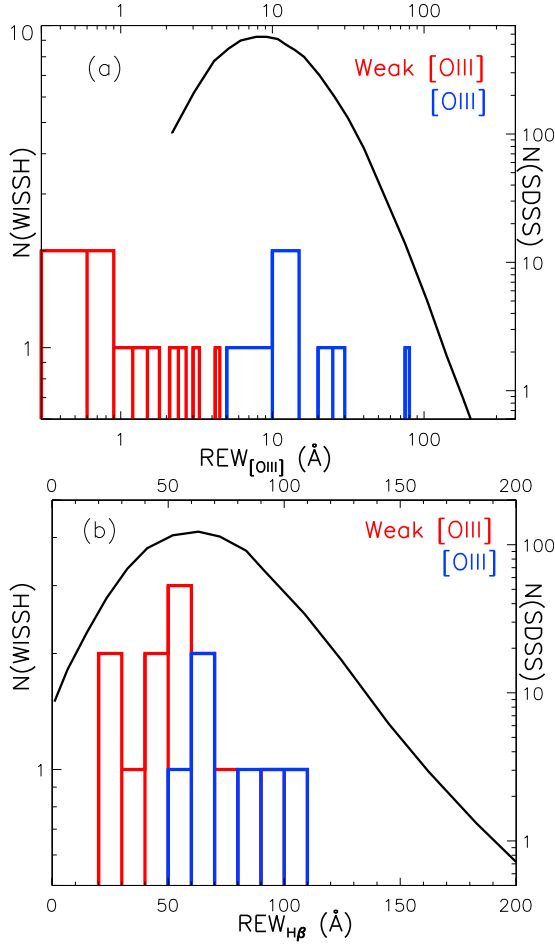 1 10 100
10
(a)
Weak [OIII]
[OIII]
100
N(WISSH)
N(SDSS)
10
1
1
1 10 100
REW[OIII] (Å)
0 50 100 150 200
(b)
Weak [OIII]
[OIII]
100
N(WISSH)
N(SDSS)
10
1
1
0 50 100 150 200
REWHβ (Å)